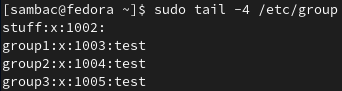 [sambac@fedora ~]$ sudo tail -4 /etc/group
stuff:x:1002:
group1:x:1003:test
group2:x:1004:test
group3:x:1005:test